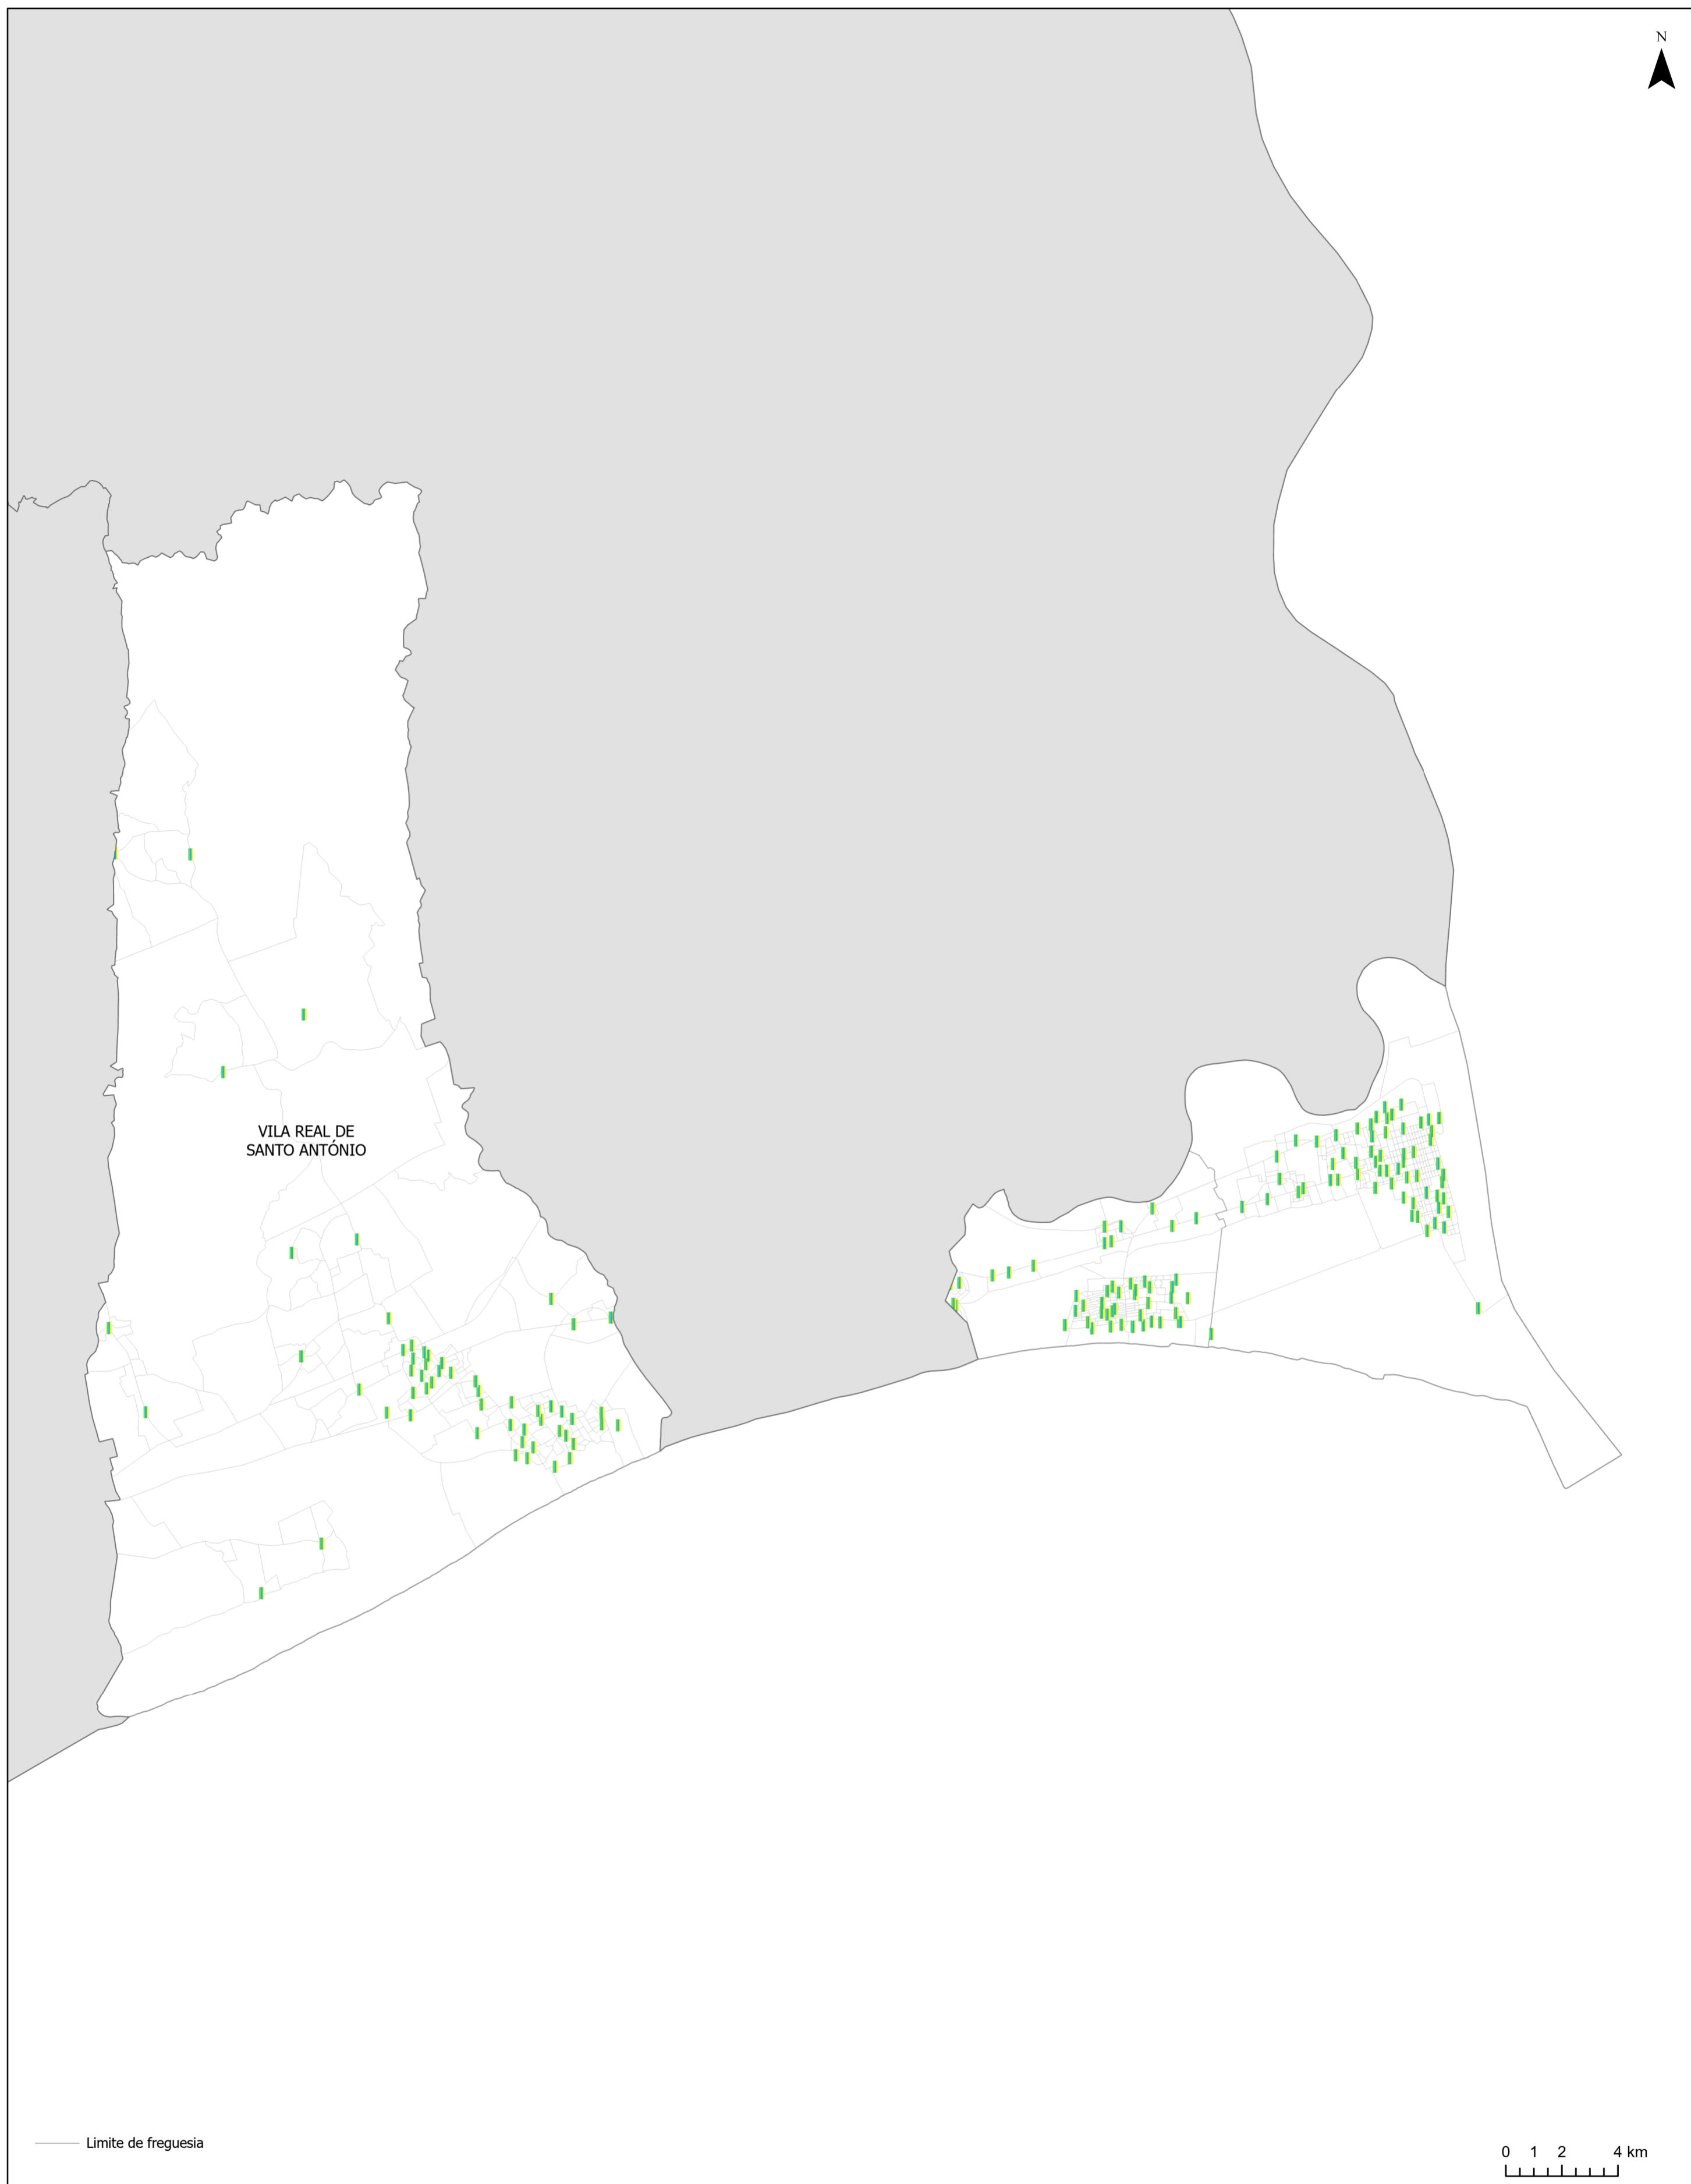 N
VILA REAL DE
SANTO ANTÓNIO
Limite de freguesia
0 1 2 4 km